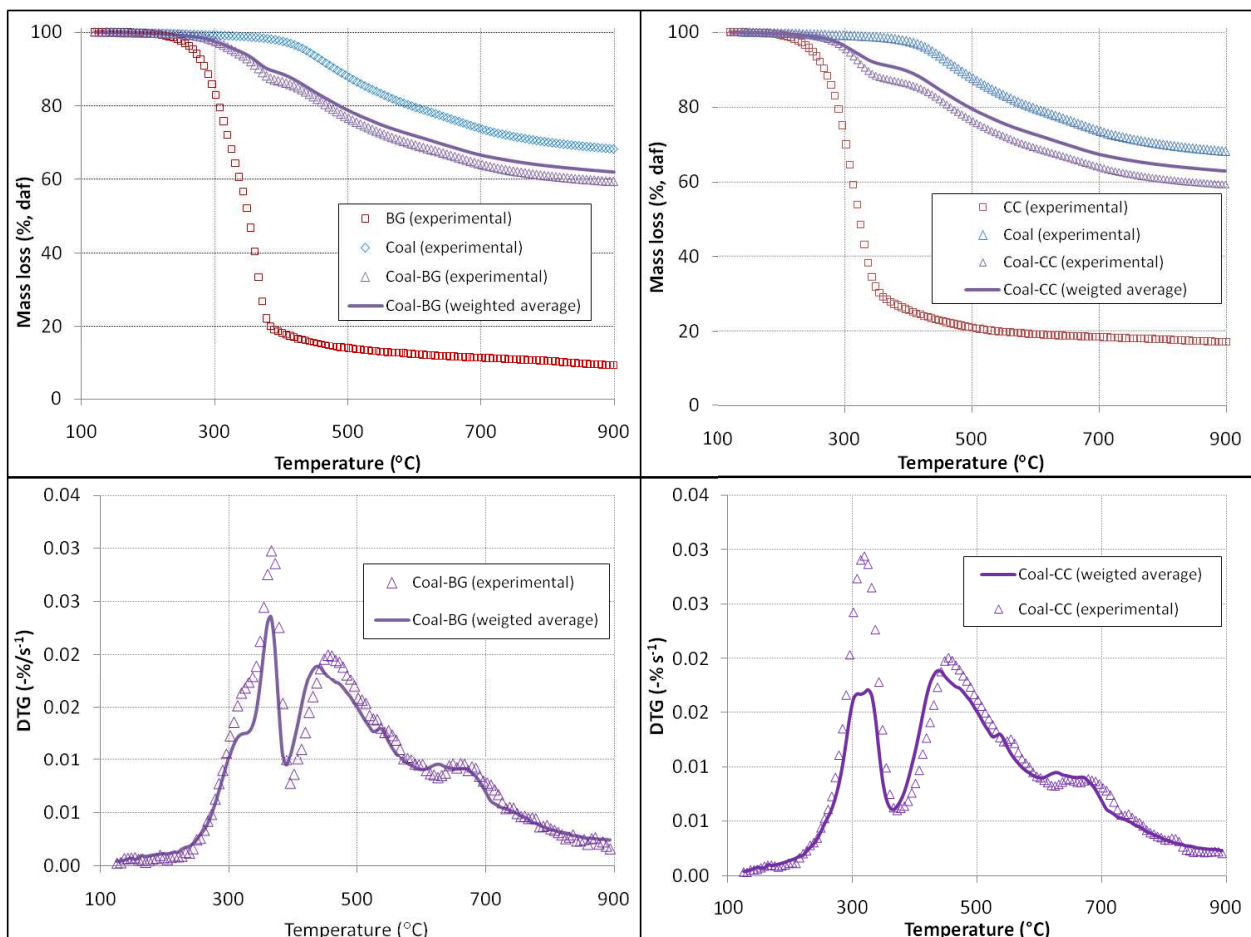 100
80
60
40
20
0
Mass loss (%, daf)
BG (experimental)
Coal (experimental)
Coal-BG (experimental)
Coal-BG (weighted average)
100
300
500
700
900
Temperature (°C)
100
80
60
40
20
0
Mass loss (%, daf)
CC (experimental)
Coal (experimental)
Coal-CC (experimental)
Coal-CC (weigted average)
100
300
500
700
900
Temperature (°C)
0.04
0.03
0.03
0.02
0.02
0.01
0.01
0.00
DTG (-%/s-1)
Coal-BG (experimental)
Coal-BG (weigted average)
100
300
500
700
900
Temperature (°C)
0.04
0.03
0.03
0.02
0.02
0.01
0.01
0.00
DTG (-% s-1)
Coal-CC (weigted average)
Coal-CC (experimental)
100
300
500
700
900
Temperature (°C)